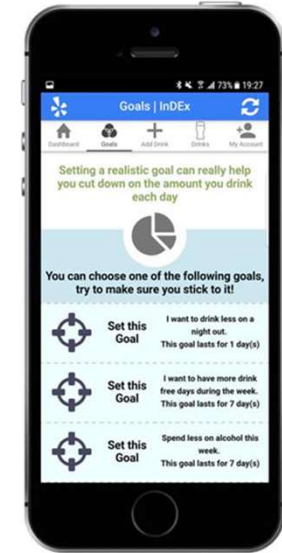 73% 19:27
Goals | InDEx
Dashboard Goals Add Drink Drinks My Account
Setting a realistic goal can really help
you cut down on the amount you drink
each day
You can choose one of the following goals,
try to make sure you stick to it!
Set this
Goal
I want to drink less on a
night out.
This goal lasts for 1 day(s)
Set this
Goal
I want to have more drink
free days during the week.
This goal lasts for 7 day(s)
Set this
Goal
Spend less on alcohol this
week.
This goal lasts for 7 day(s)